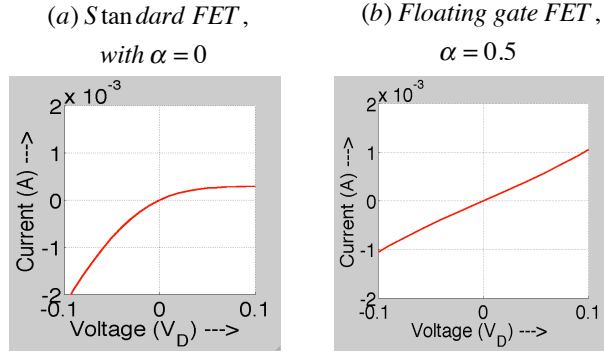 (a) S tan dard FET,
with α = 0
2 x 10^-3
1
0
-1
-2
-0.1 0 0.1
Current (A) --->
Voltage (V_D) --->
(b) Floating gate FET,
α = 0.5
2 x 10^-3
1
0
-1
-2
-0.1 0 0.1
Current (A) --->
Voltage (V_D) --->